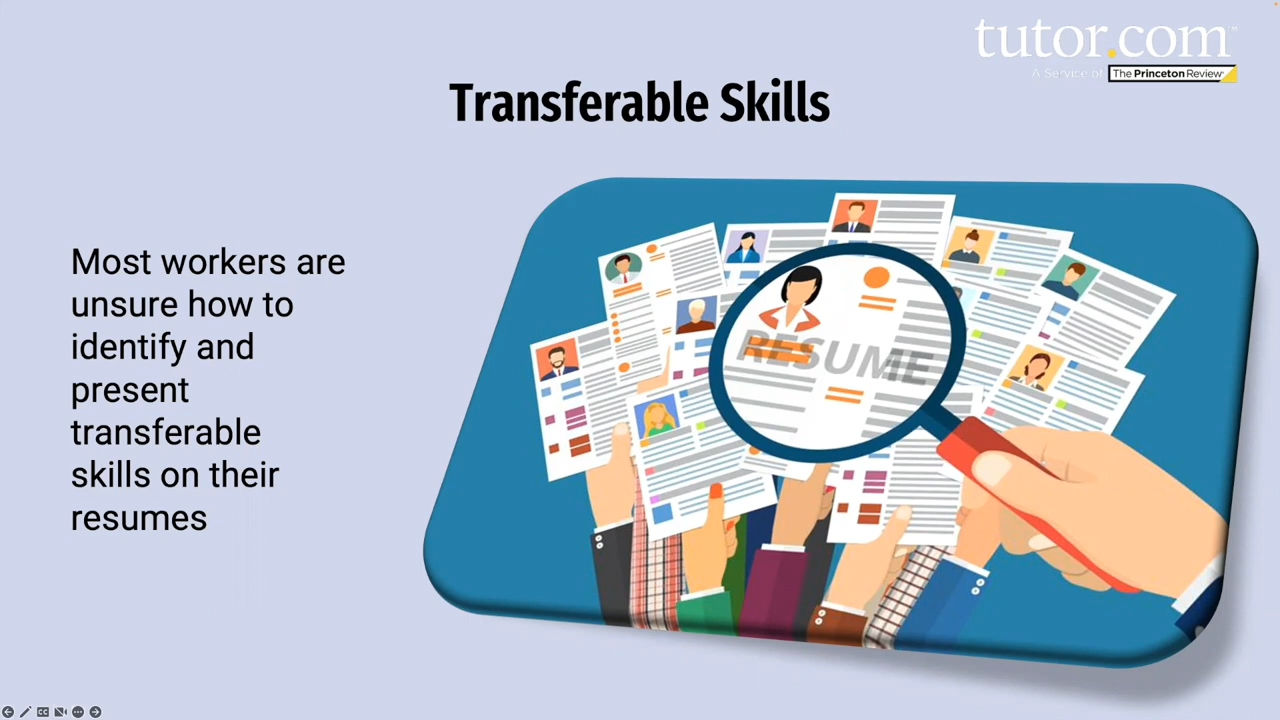 tutor.com™
A Service of The Princeton Review
Transferable Skills
Most workers are
unsure how to
identify and
present
transferable
skills on their
resumes
RESUME